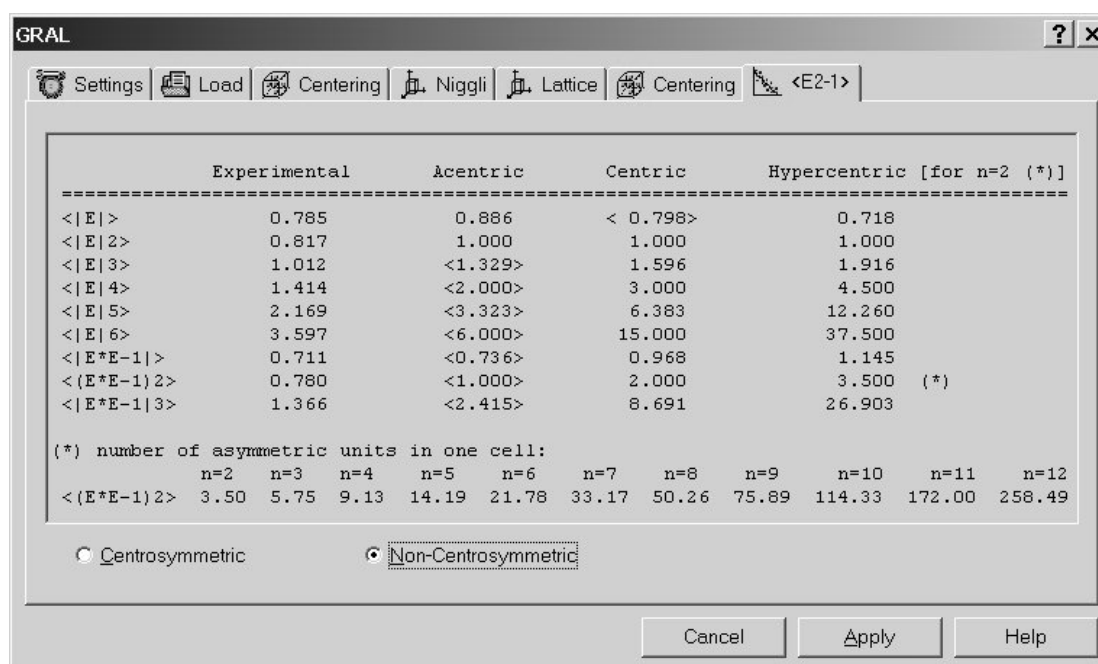 GRAL
Settings Load Centering Niggli Lattice Centering <E2-1>
Experimental Acentric Centric Hypercentric [for n=2 (*)]
==========================================================================================
<|E|> 0.785 0.886 < 0.798> 0.718
<|E|2> 0.817 1.000 1.000 1.000
<|E|3> 1.012 <1.329> 1.596 1.916
<|E|4> 1.414 <2.000> 3.000 4.500
<|E|5> 2.169 <3.323> 6.383 12.260
<|E|6> 3.597 <6.000> 15.000 37.500
<|E*E-1|> 0.711 <0.736> 0.968 1.145
<(E*E-1)2> 0.780 <1.000> 2.000 3.500 (*)
<|E*E-1|3> 1.366 <2.415> 8.691 26.903
(*) number of asymmetric units in one cell:
n=2 n=3 n=4 n=5 n=6 n=7 n=8 n=9 n=10 n=11 n=12
<(E*E-1)2> 3.50 5.75 9.13 14.19 21.78 33.17 50.26 75.89 114.33 172.00 258.49
Centrosymmetric Non-Centrosymmetric
Cancel Apply Help